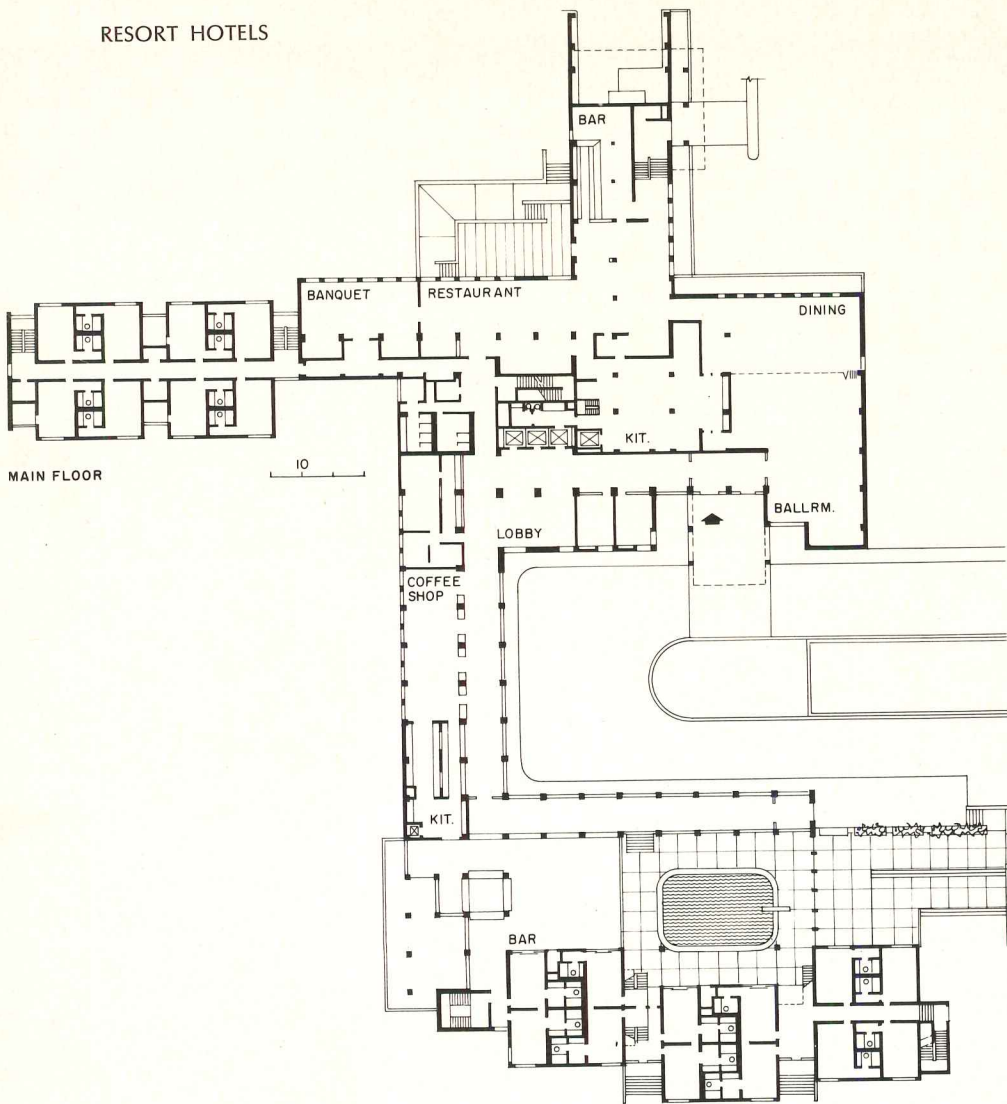 RESORT HOTELS
BAR
BANQUET
RESTAURANT
DINING
KIT.
MAIN FLOOR
10
LOBBY
BALLRM.
COFFEE
SHOP
KIT.
BAR